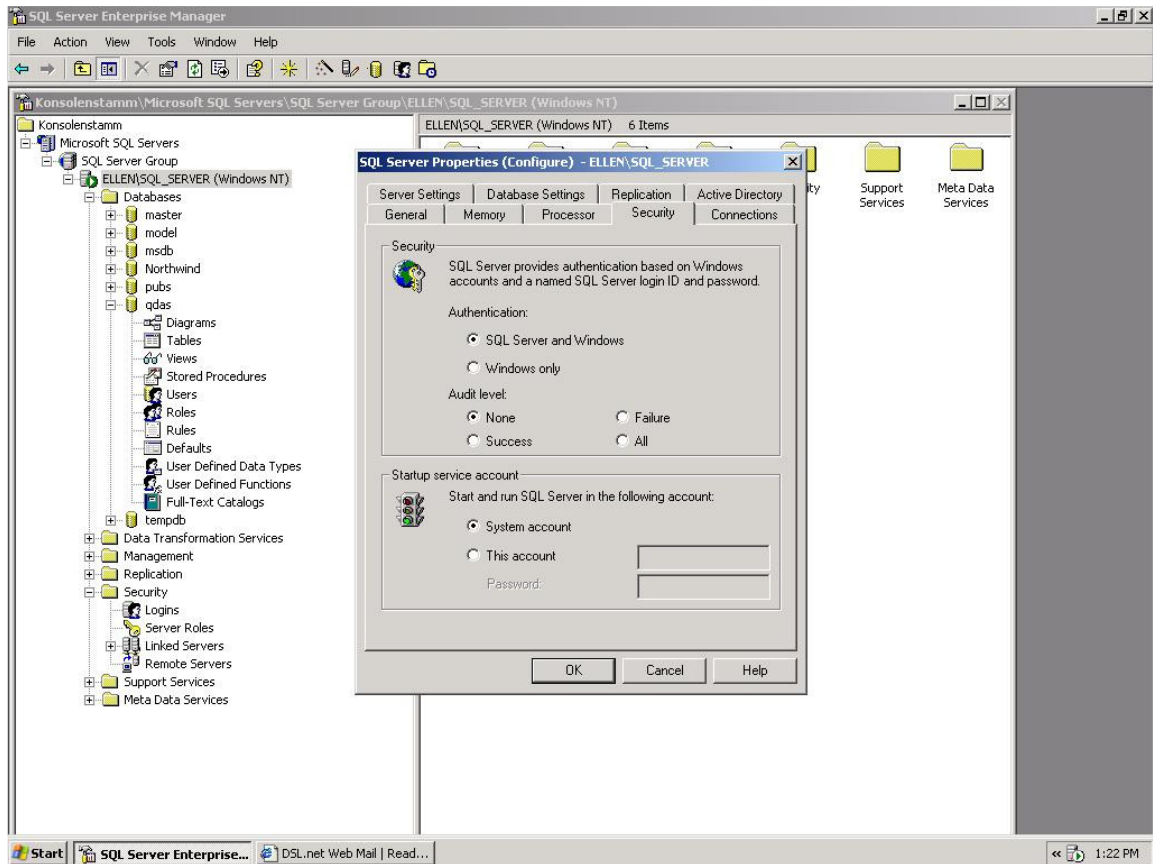 SQL Server Enterprise Manager
File Action View Tools Window Help
Konsolenstamm\Microsoft SQL Servers\SQL Server Group\ELLEN\SQL_SERVER (Windows NT)
Konsolenstamm
Microsoft SQL Servers
SQL Server Group
ELLEN\SQL_SERVER (Windows NT)
Databases
master
model
msdb
Northwind
pubs
qdas
Diagrams
Tables
Views
Stored Procedures
Users
Roles
Rules
Defaults
User Defined Data Types
User Defined Functions
Full-Text Catalogs
tempdb
Data Transformation Services
Management
Replication
Security
Logins
Server Roles
Linked Servers
Remote Servers
Support Services
Meta Data Services
ELLEN\SQL_SERVER (Windows NT) 6 Items
ity
Support Services
Meta Data Services
SQL Server Properties (Configure) - ELLEN\SQL_SERVER
Server Settings Database Settings Replication Active Directory
General Memory Processor Security Connections
Security
SQL Server provides authentication based on Windows
accounts and a named SQL Server login ID and password.
Authentication:
SQL Server and Windows
Windows only
Audit level:
None Failure
Success All
Startup service account
Start and run SQL Server in the following account:
System account
This account
Password:
OK Cancel Help
Start SQL Server Enterprise... DSL.net Web Mail | Read... 1:22 PM